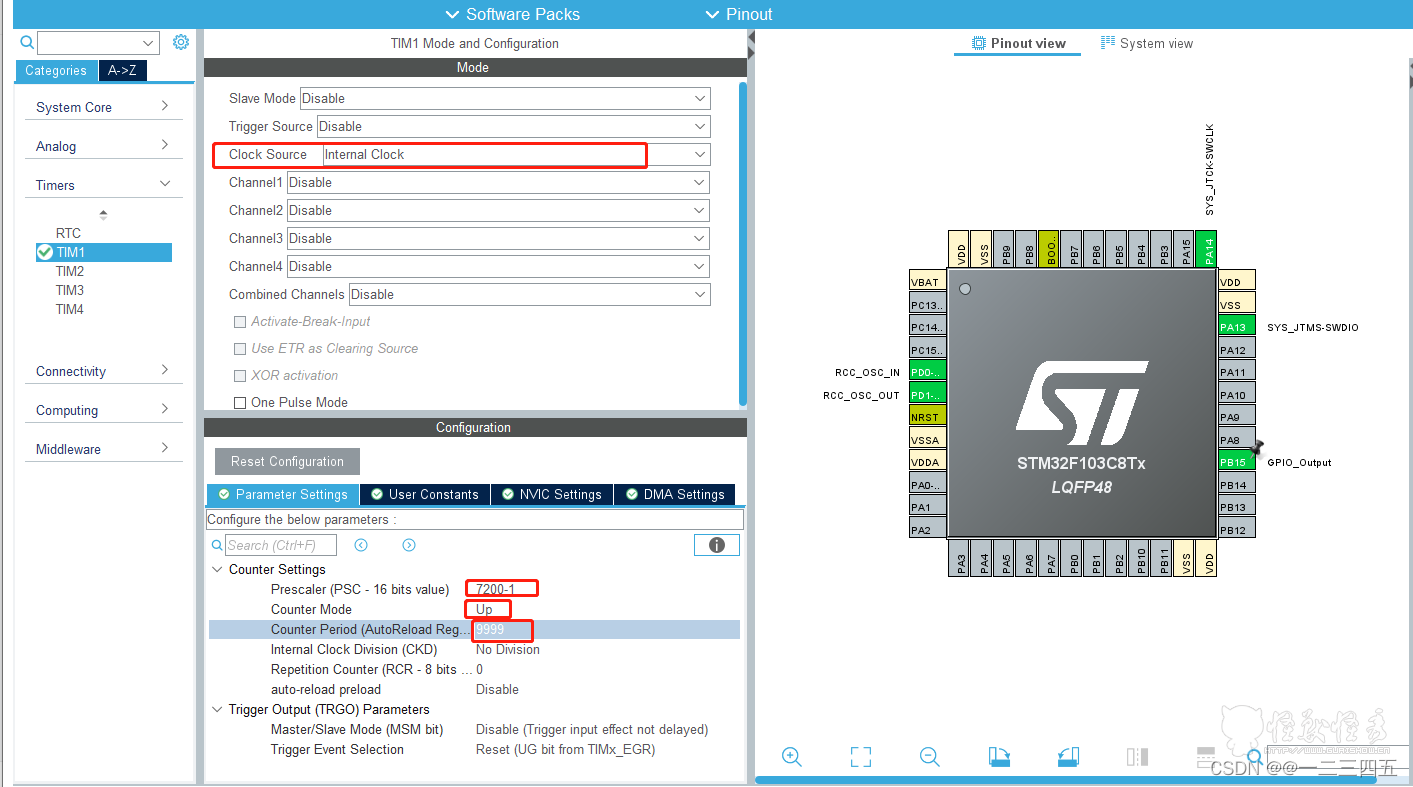 Software Packs
Pinout
TIM1 Mode and Configuration
Categories
A->Z
System Core
Analog
Timers
RTC
TIM1
TIM2
TIM3
TIM4
Connectivity
Computing
Middleware
Mode
Slave Mode Disable
Trigger Source Disable
Clock Source Internal Clock
Channel1 Disable
Channel2 Disable
Channel3 Disable
Channel4 Disable
Combined Channels Disable
Activate-Break-Input
Use ETR as Clearing Source
XOR activation
One Pulse Mode
Configuration
Reset Configuration
Parameter Settings
User Constants
NVIC Settings
DMA Settings
Configure the below parameters :
Search (Ctrl+F)
Counter Settings
Prescaler (PSC - 16 bits value) 7200-1
Counter Mode Up
Counter Period (AutoReload Reg... 9999
Internal Clock Division (CKD) No Division
Repetition Counter (RCR - 8 bits ... 0
auto-reload preload Disable
Trigger Output (TRGO) Parameters
Master/Slave Mode (MSM bit) Disable (Trigger input effect not delayed)
Trigger Event Selection Reset (UG bit from TIMx_EGR)
Pinout view
System view
SYS_JTCK-SWCLK
VDD
VSS
PB9
PB8
BOO..
PB7
PB6
PB5
PB4
PB3
PA15
PA14
VBAT
PC13..
PC14..
PC15..
RCC_OSC_IN PD0-..
RCC_OSC_OUT PD1-..
NRST
VSSA
VDDA
PA0-..
PA1
PA2
STM32F103C8Tx
LQFP48
VDD
VSS
PA13 SYS_JTMS-SWDIO
PA12
PA11
PA10
PA9
PA8
PB15 GPIO_Output
PB14
PB13
PB12
PA3
PA4
PA5
PA6
PA7
PB0
PB1
PB2
PB10
PB11
VSS
VDD
CSDN @@一二三四五